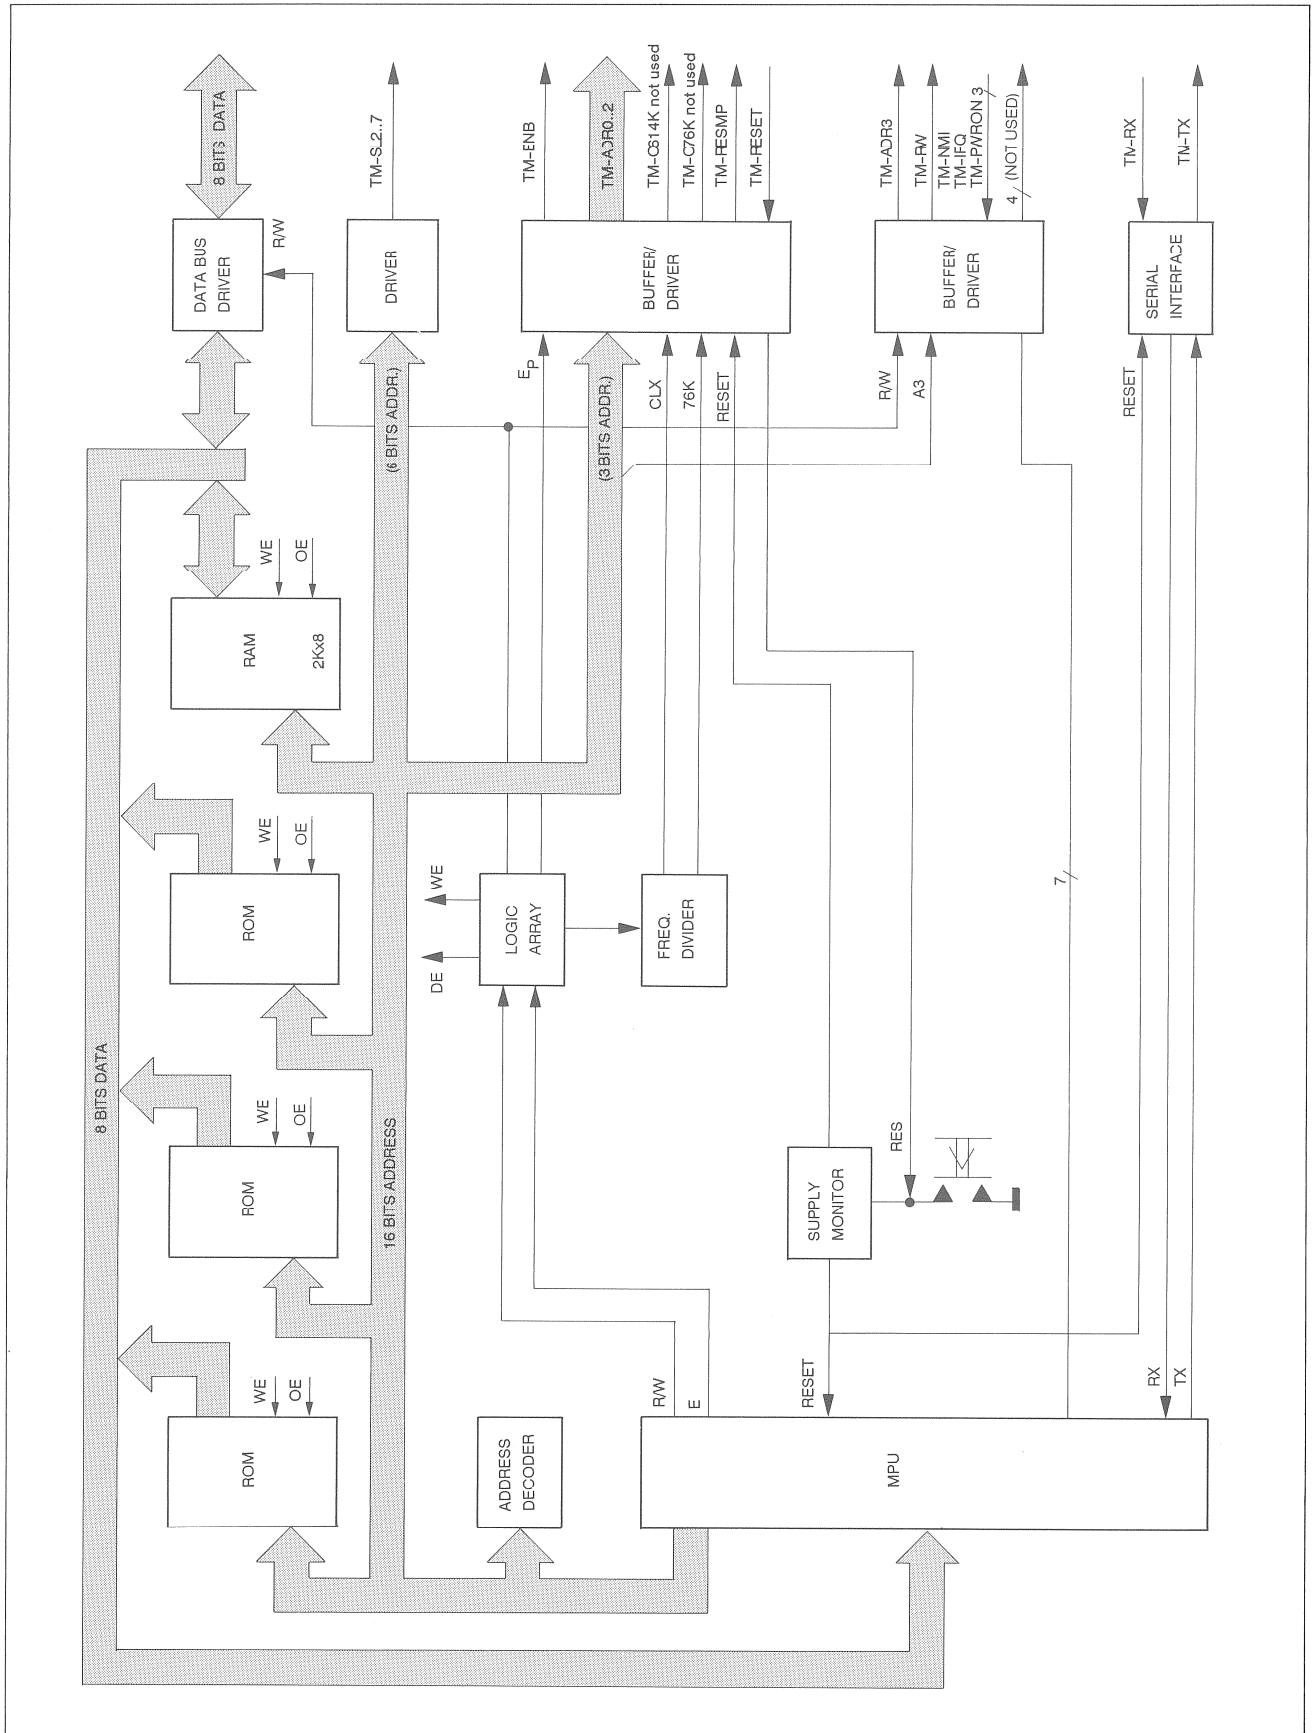 8 BITS DATA
TM-S2..7
TM-ENB
TM-ADR0..2
TM-C614K not used
TM-C76K not used
TM-RESMP
TM-RESET
TM-ADR3
TM-RW
TM-NMI
TM-IFQ
TM-PWRON 3
4 (NOT USED)
TM-RX
TM-TX
DATA BUS
DRIVER
R/W
DRIVER
BUFFER/
DRIVER
BUFFER/
DRIVER
SERIAL
INTERFACE
(6 BITS ADDR.)
EP
(3 BITS ADDR.)
CLX
76K
RESET
R/W
A3
RESET
RAM
2Kx8
WE
OE
ROM
WE
OE
WE
DE
LOGIC
ARRAY
FREQ.
DIVIDER
7
8 BITS DATA
ROM
WE
OE
16 BITS ADDRESS
SUPPLY
MONITOR
RES
ROM
WE
OE
ADDRESS
DECODER
R/W
E
RESET
RX
TX
MPU